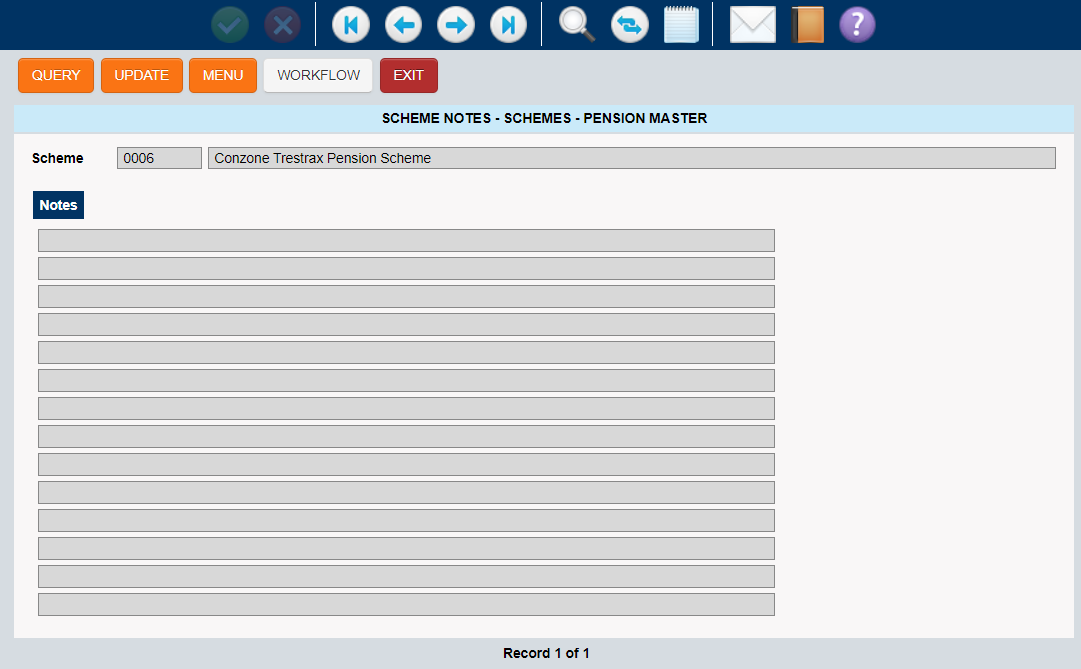 ?
QUERY UPDATE MENU WORKFLOW EXIT
SCHEME NOTES - SCHEMES - PENSION MASTER
Scheme 0006 Conzone Trestrax Pension Scheme
Notes
Record 1 of 1